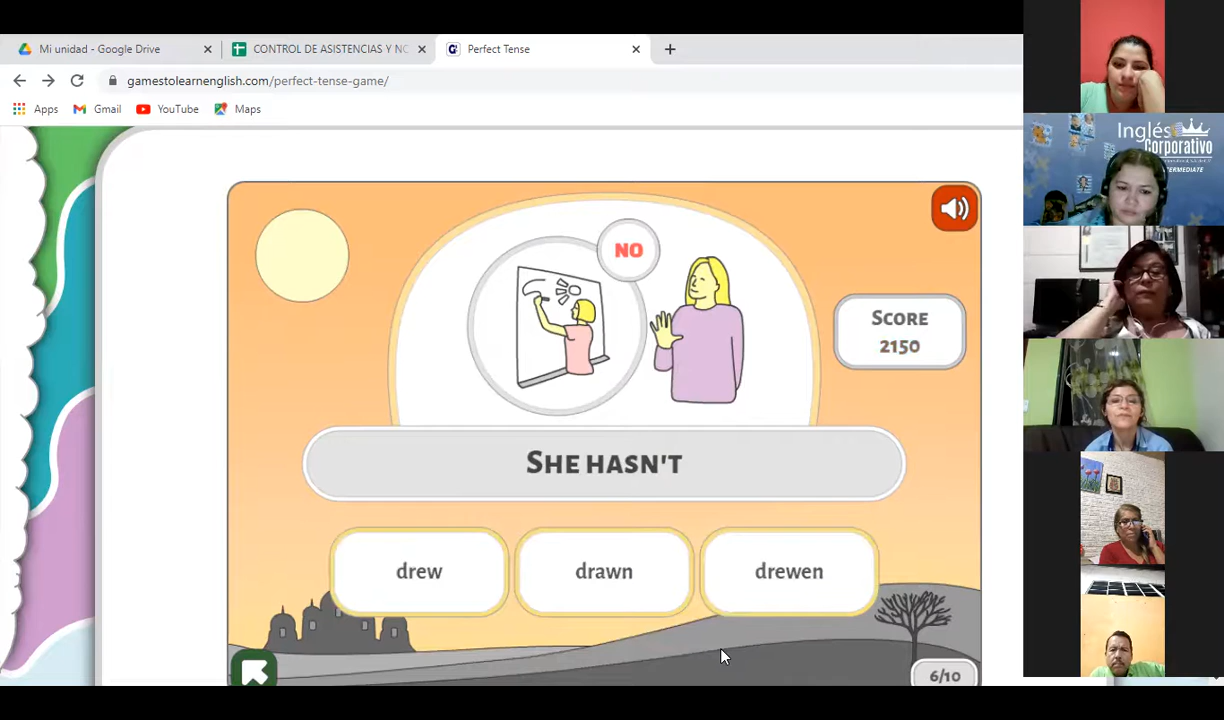 Mi unidad - Google Drive
CONTROL DE ASISTENCIAS Y NO
Perfect Tense
gamestolearnenglish.com/perfect-tense-game/
Apps
Gmail
YouTube
Maps
NO
SCORE
2150
SHE HASN'T
drew
drawn
drewen
6/10
Inglés
Corporativo